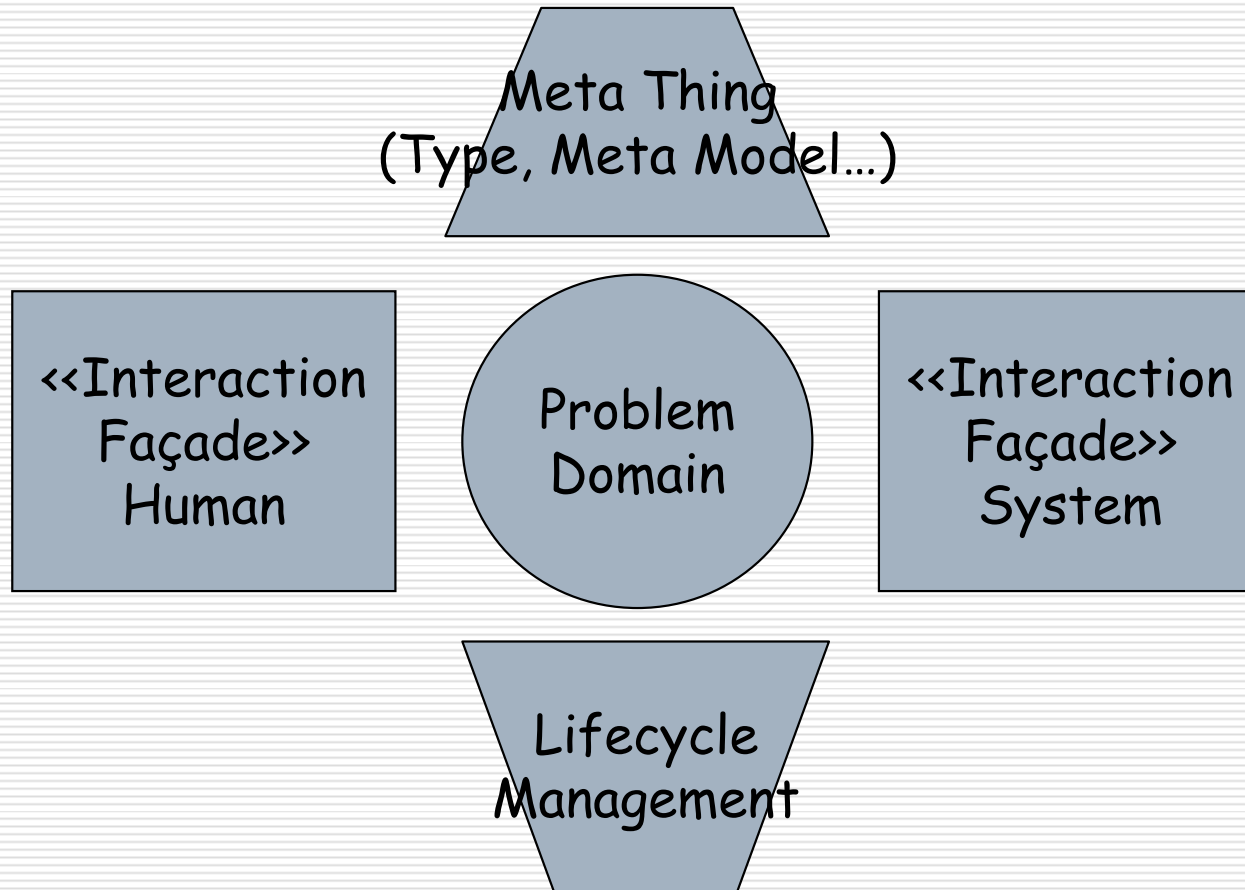 Meta Thing
(Type, Meta Model...)
<<Interaction
Façade>>
Human
Problem
Domain
<<Interaction
Façade>>
System
Lifecycle
Management